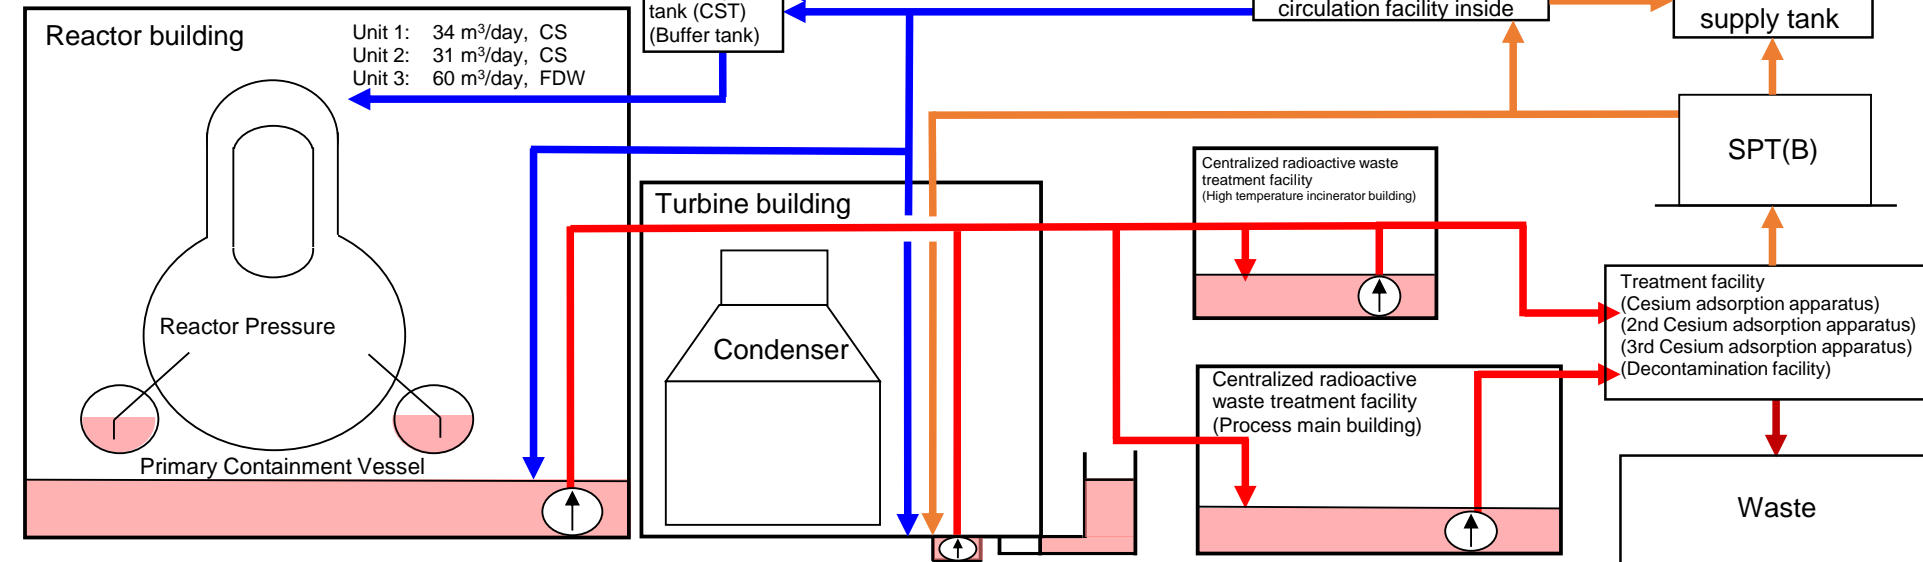 tank (CST)
(Buffer tank)
circulation facility inside
supply tank
Reactor building
Unit 1: 34 m³/day, CS
Unit 2: 31 m³/day, CS
Unit 3: 60 m³/day, FDW
SPT(B)
Centralized radioactive waste
treatment facility
(High temperature incinerator building)
Turbine building
Treatment facility
(Cesium adsorption apparatus)
(2nd Cesium adsorption apparatus)
(3rd Cesium adsorption apparatus)
(Decontamination facility)
Reactor Pressure
Condenser
Centralized radioactive
waste treatment facility
(Process main building)
Primary Containment Vessel
Waste